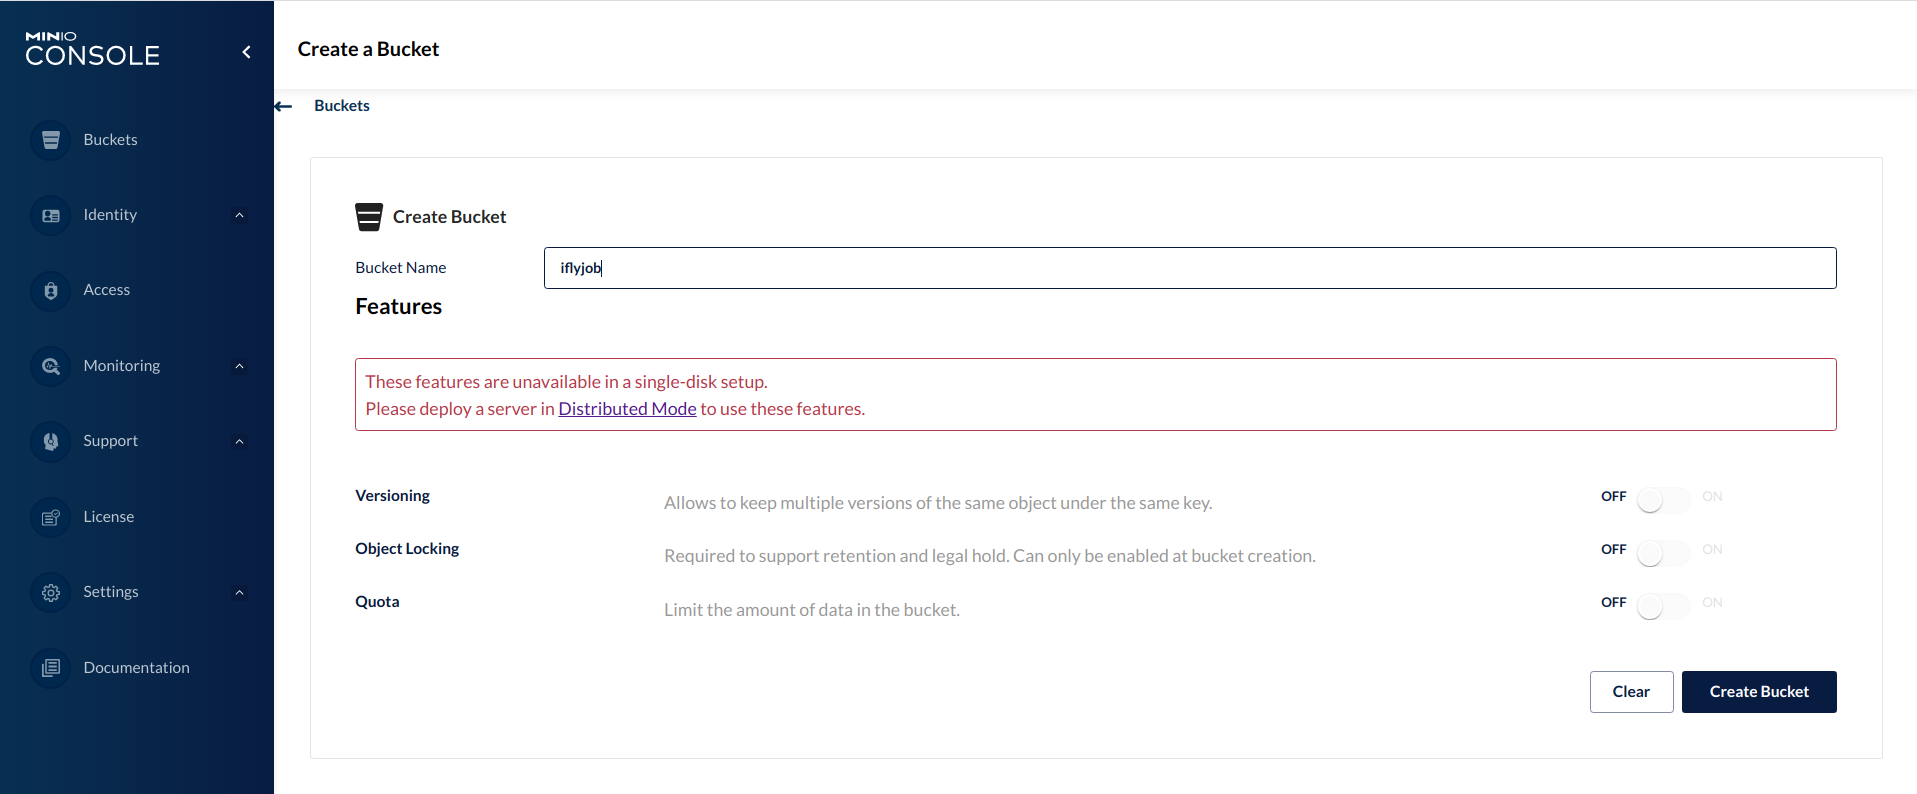 MINIO
CONSOLE
Create a Bucket
Buckets
Buckets
Identity
Access
Monitoring
Support
License
Settings
Documentation
Create Bucket
Bucket Name
iflyjob
Features
These features are unavailable in a single-disk setup.
Please deploy a server in Distributed Mode to use these features.
Versioning
Allows to keep multiple versions of the same object under the same key.
OFF ON
Object Locking
Required to support retention and legal hold. Can only be enabled at bucket creation.
OFF ON
Quota
Limit the amount of data in the bucket.
OFF ON
Clear
Create Bucket